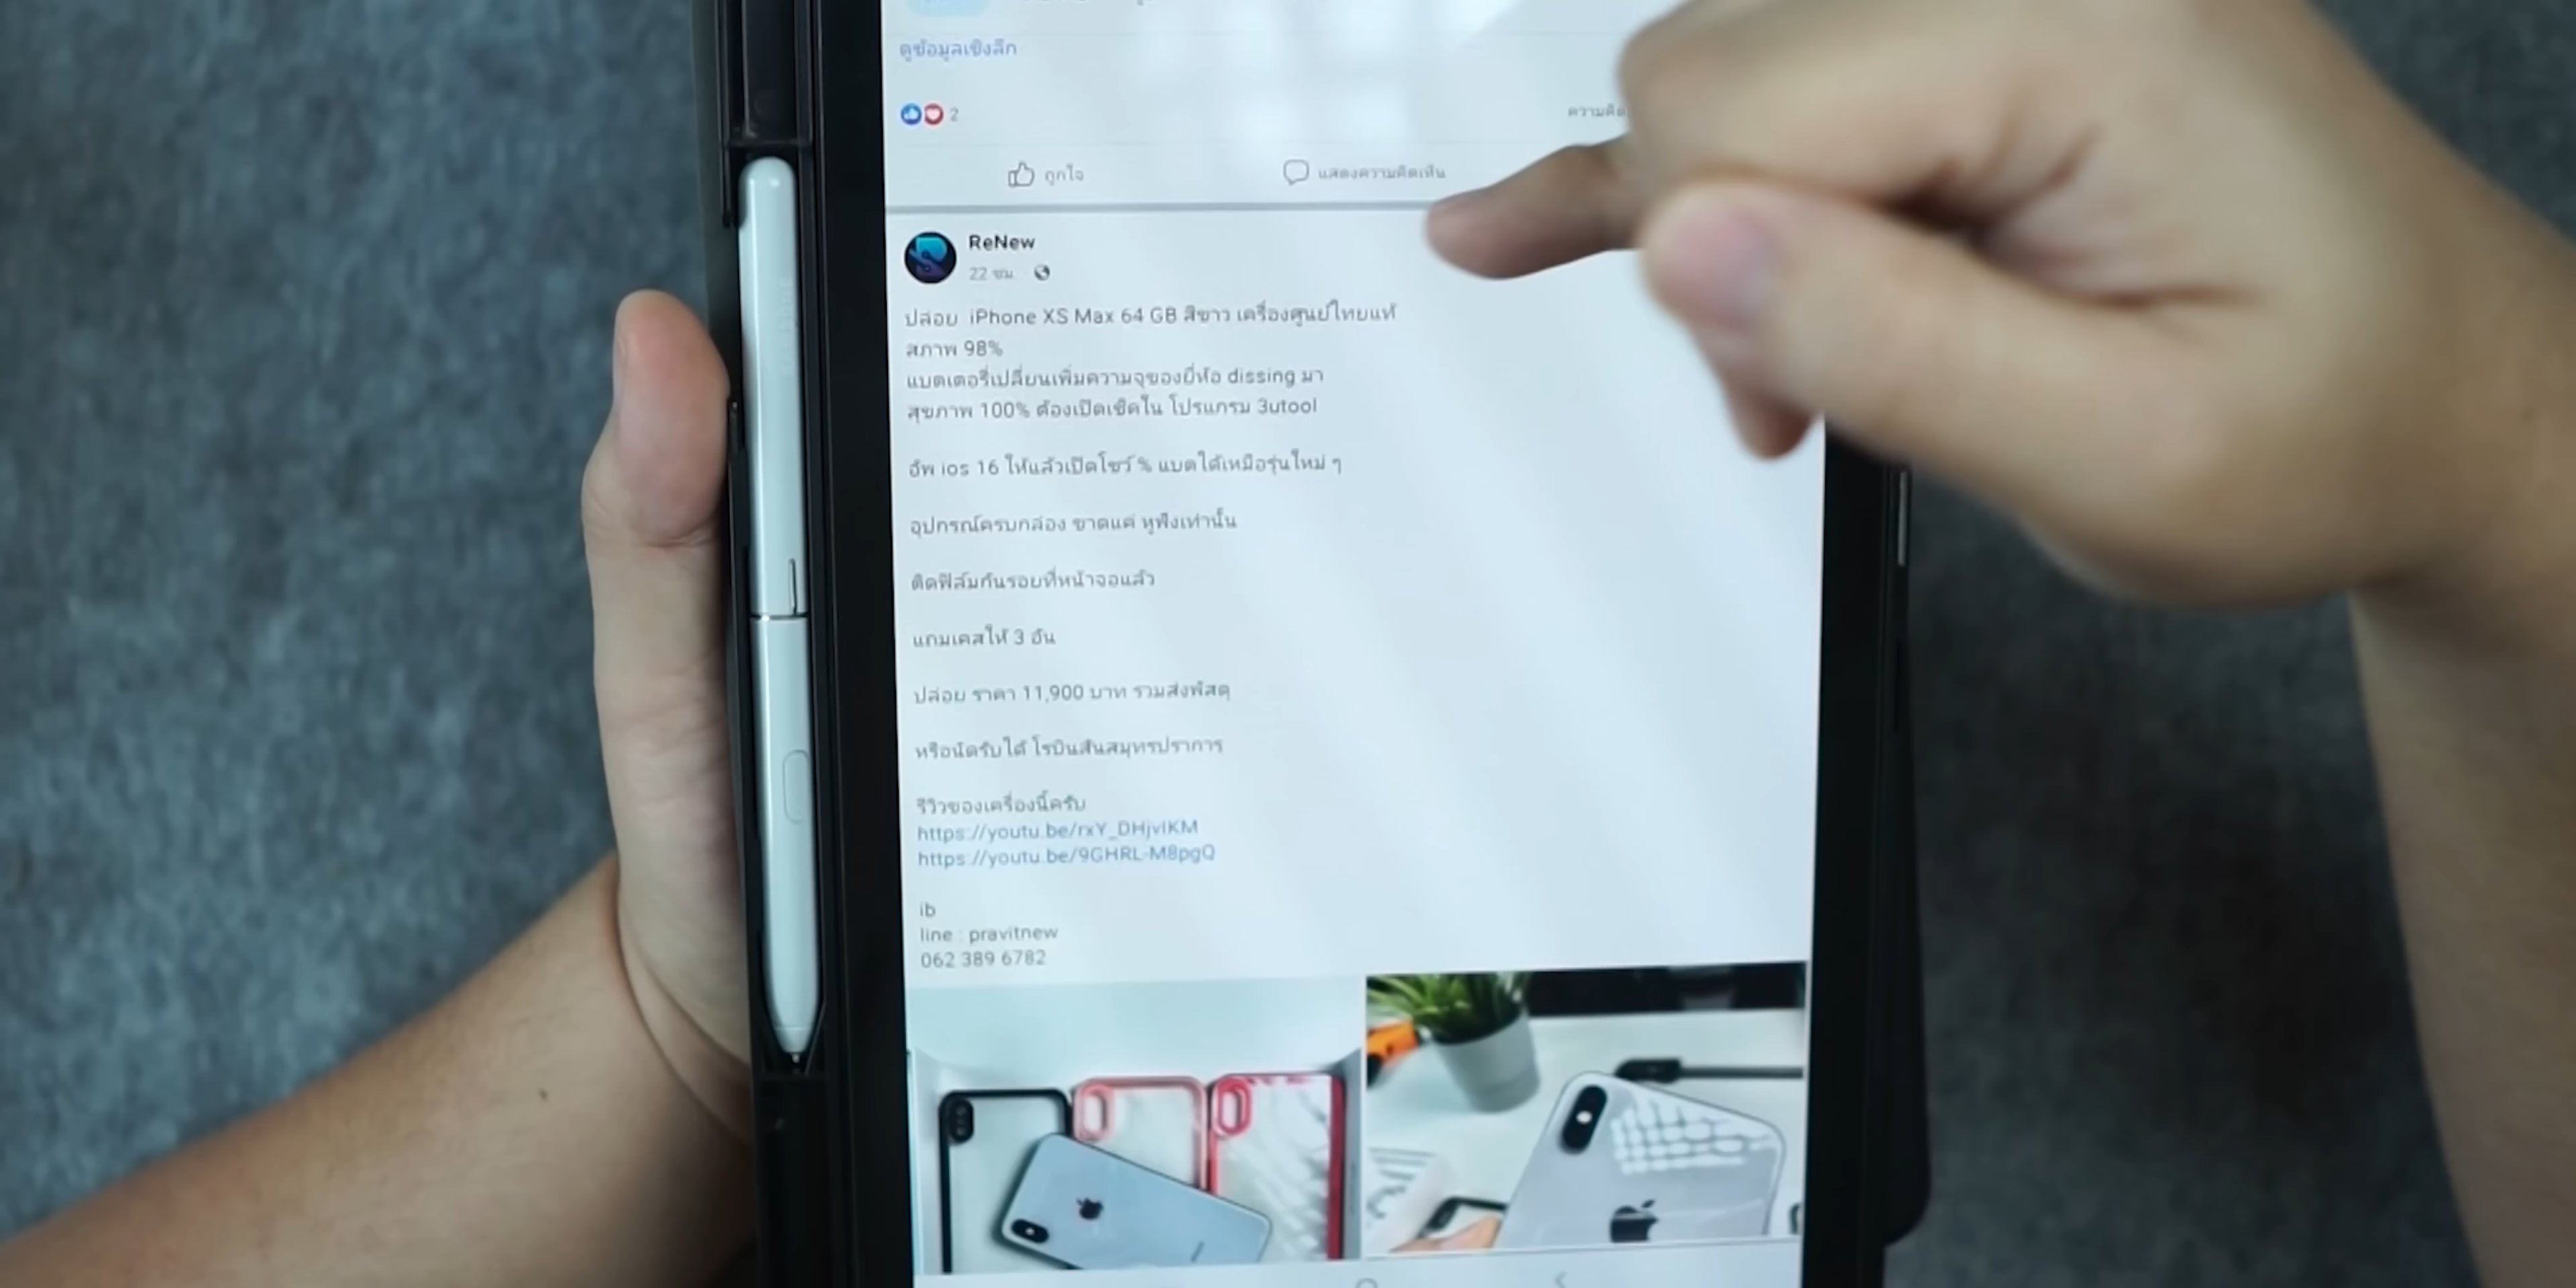 ดูข้อมูลเชิงลึก
2
ความคิด
ถูกใจ
แสดงความคิดเห็น
ReNew
22 ชม.
ปล่อย iPhone XS Max 64 GB สีขาว เครื่องศูนย์ไทยแท้
สภาพ 98%
แบตเตอรี่เปลี่ยนเพิ่มความจุของยี่ห้อ dissing มา
สุขภาพ 100% ต้องเปิดเช็คใน โปรแกรม 3utool
อัพ ios 16 ให้แล้วเปิดโชว์ % แบตได้เหมือรุ่นใหม่ ๆ
อุปกรณ์ครบกล่อง ขาดแค่ หูฟังเท่านั้น
ติดฟิล์มกันรอยที่หน้าจอแล้ว
แถมเคสให้ 3 อัน
ปล่อย ราคา 11,900 บาท รวมส่งพัสดุ
หรือนัดรับได้ โรบินสันสมุทรปราการ
รีวิวของเครื่องนี้ครับ
https://youtu.be/rxY_DHjvIKM
https://youtu.be/9GHRL-M8pgQ
ib
line : pravitnew
062 389 6782